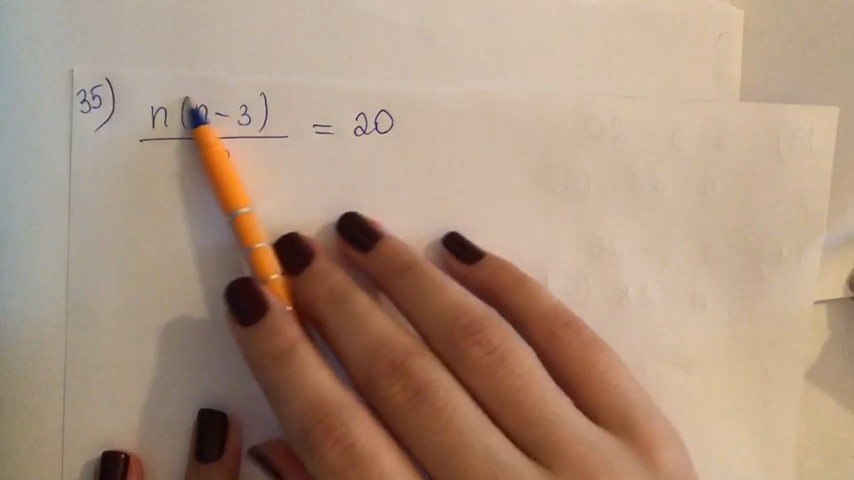 35) n(n-3) = 20